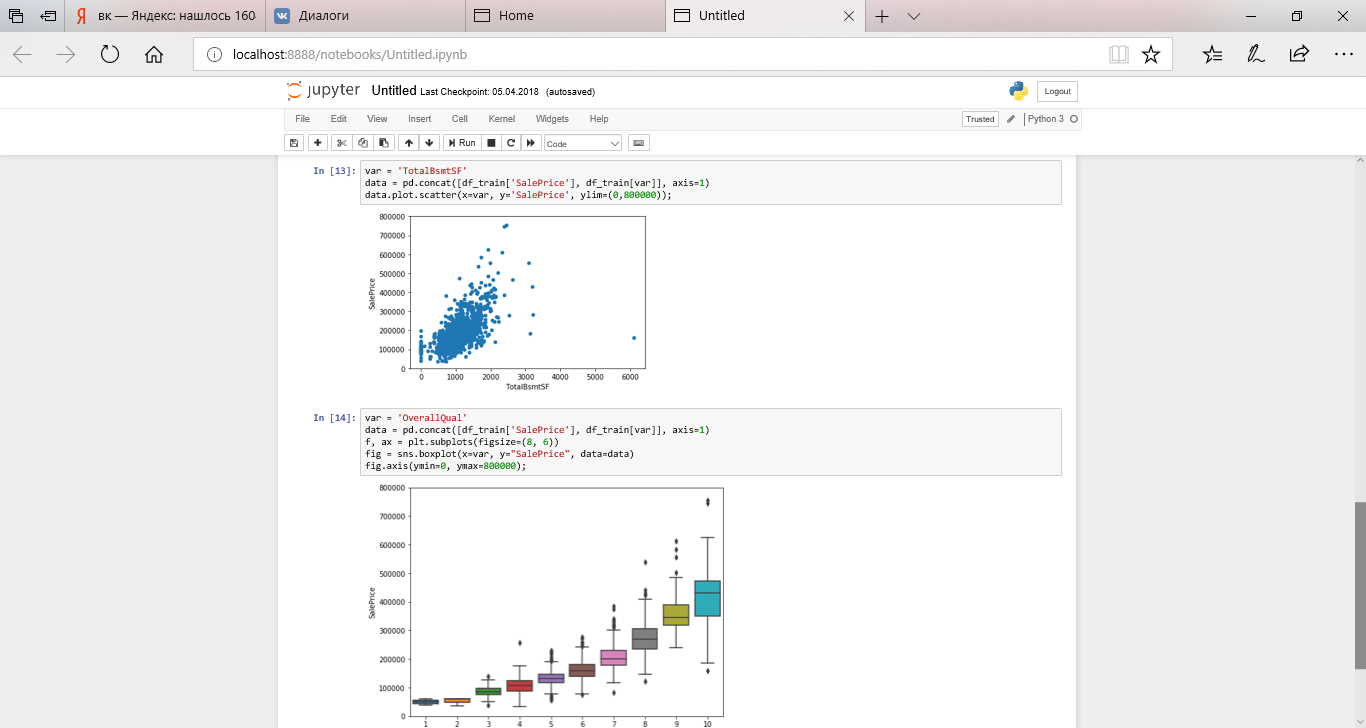 вк — Яндекс: нашлось 160
Диалоги
Home
Untitled
localhost:8888/notebooks/Untitled.ipynb
jupyter Untitled Last Checkpoint: 05.04.2018 (autosaved)
Logout
File Edit View Insert Cell Kernel Widgets Help
Trusted
Python 3
Run
Code
In [13]:
var = 'TotalBsmtSF'
data = pd.concat([df_train['SalePrice'], df_train[var]], axis=1)
data.plot.scatter(x=var, y='SalePrice', ylim=(0,800000));
800000
700000
600000
500000
400000
300000
200000
100000
0
SalePrice
0 1000 2000 3000 4000 5000 6000
TotalBsmtSF
In [14]:
var = 'OverallQual'
data = pd.concat([df_train['SalePrice'], df_train[var]], axis=1)
f, ax = plt.subplots(figsize=(8, 6))
fig = sns.boxplot(x=var, y="SalePrice", data=data)
fig.axis(ymin=0, ymax=800000);
800000
700000
600000
500000
400000
300000
200000
100000
0
SalePrice
1 2 3 4 5 6 7 8 9 10